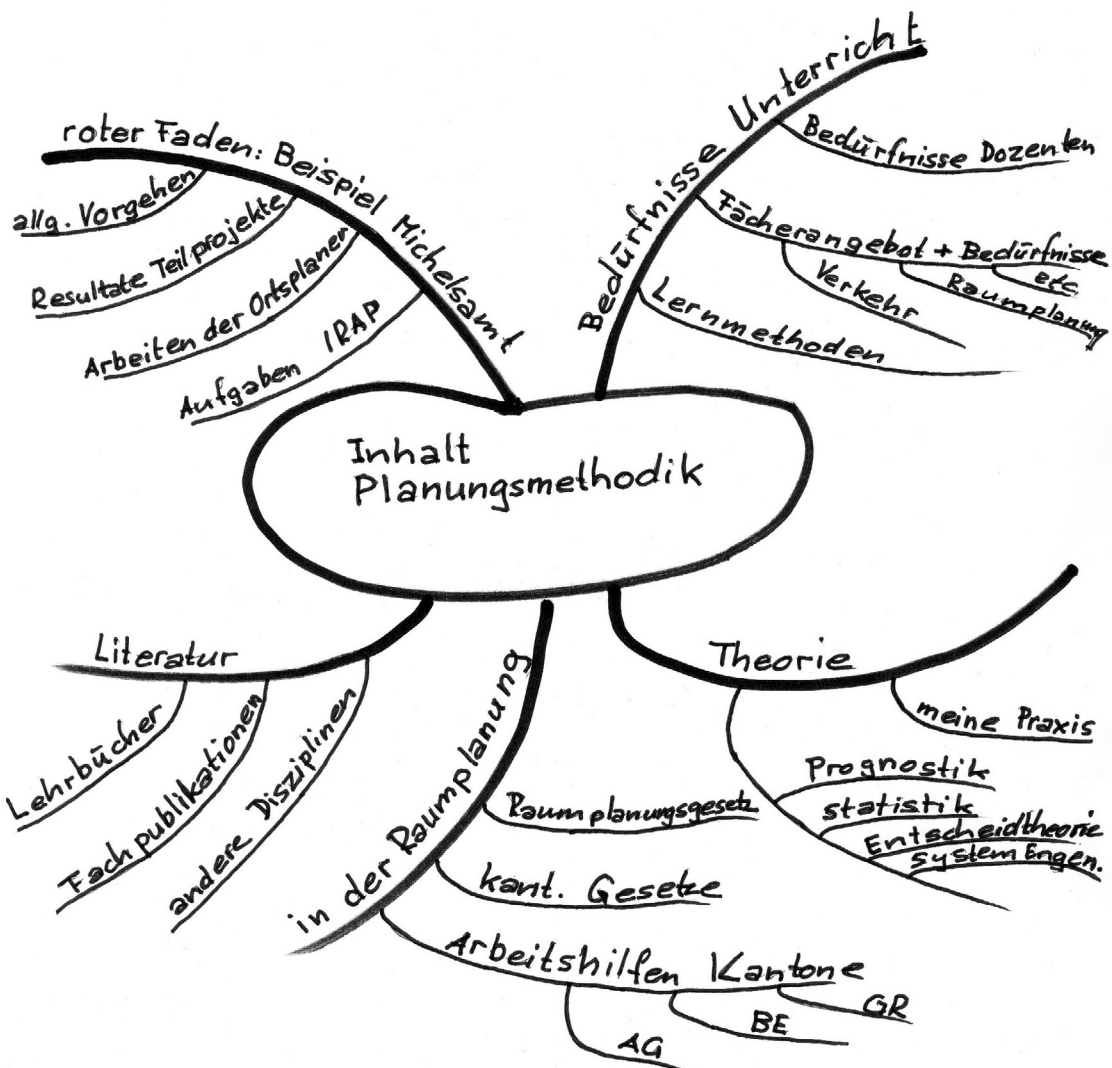 roter Faden: Beispiel Michelsamt
allg. Vorgehen
Resultate Teilprojekte
Arbeiten der Ortsplaner
Aufgaben IRAP
Bedürfnisse Unterricht
Bedürfnisse Dozenten
Fächerangebot + Bedürfnisse
etc
Raumplanung
Verkehr
Lernmethoden
Inhalt
Planungsmethodik
Literatur
Lehrbücher
Fachpublikationen
andere Disziplinen
in der Raumplanung
Raumplanungsgesetz
kant. Gesetze
Arbeitshilfen Kantone
AG
BE
GR
Theorie
meine Praxis
Prognostik
statistik
Entscheidtheorie
system Engen.